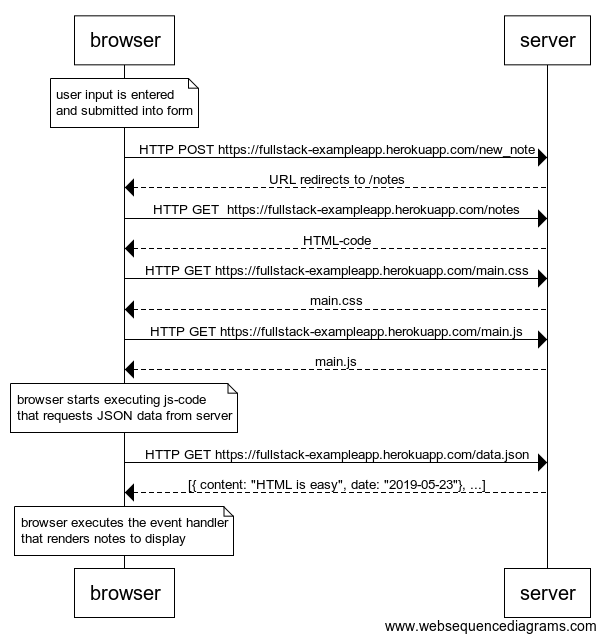 browser
server
user input is entered
and submitted into form
HTTP POST https://fullstack-exampleapp.herokuapp.com/new_note
URL redirects to /notes
HTTP GET  https://fullstack-exampleapp.herokuapp.com/notes
HTML-code
HTTP GET https://fullstack-exampleapp.herokuapp.com/main.css
main.css
HTTP GET https://fullstack-exampleapp.herokuapp.com/main.js
main.js
browser starts executing js-code
that requests JSON data from server
HTTP GET https://fullstack-exampleapp.herokuapp.com/data.json
[{ content: "HTML is easy", date: "2019-05-23"}, ...]
browser executes the event handler
that renders notes to display
browser
server
www.websequencediagrams.com